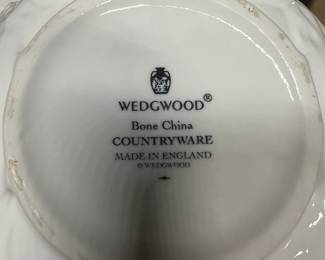 WEDGWOOD®
Bone China
COUNTRYWARE
MADE IN ENGLAND
© WEDGWOOD